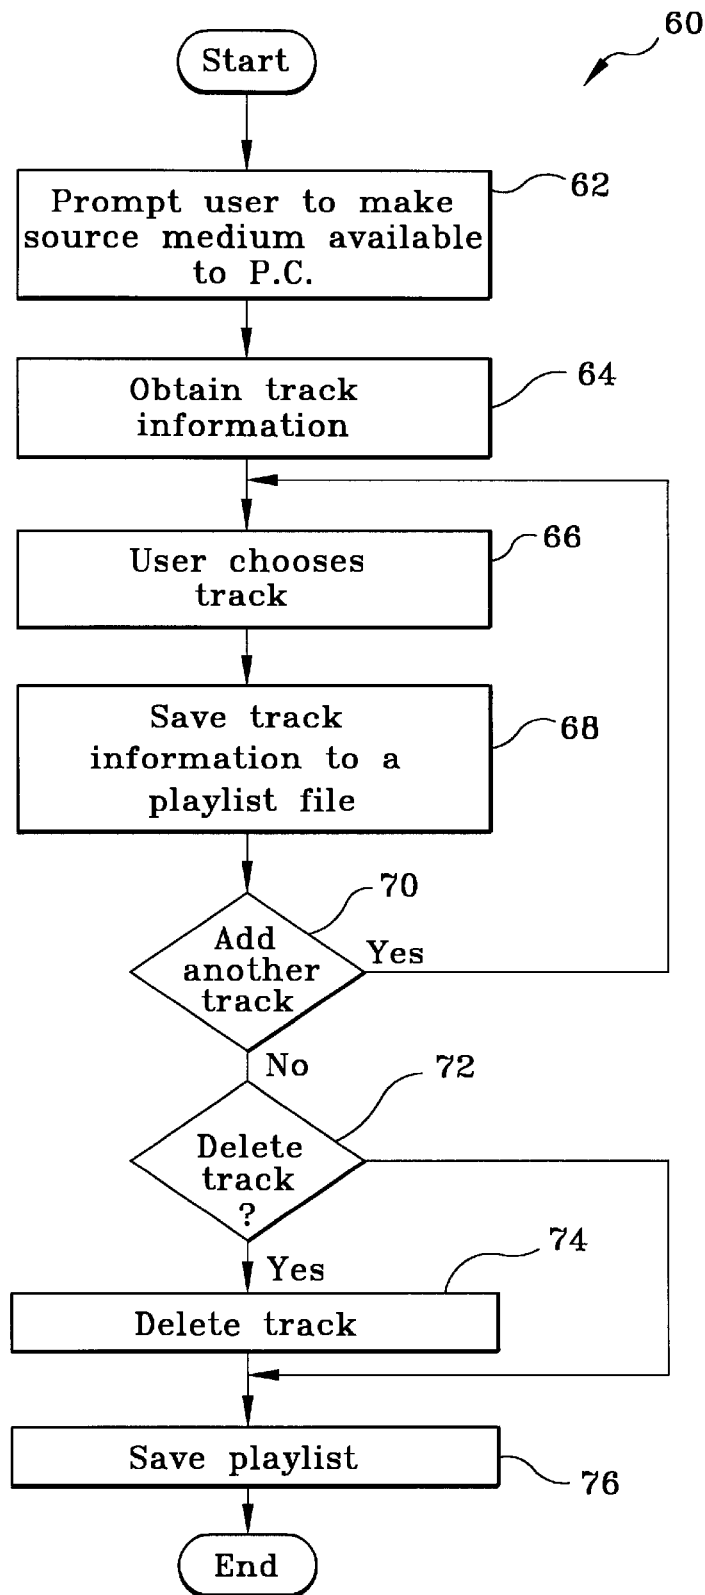 60
Start
62
Prompt user to make
source medium available
to P.C.
64
Obtain track
information
66
User chooses
track
68
Save track
information to a
playlist file
70
Add
another
track
Yes
No
72
Delete
track
?
Yes
74
Delete track
Save playlist
76
End